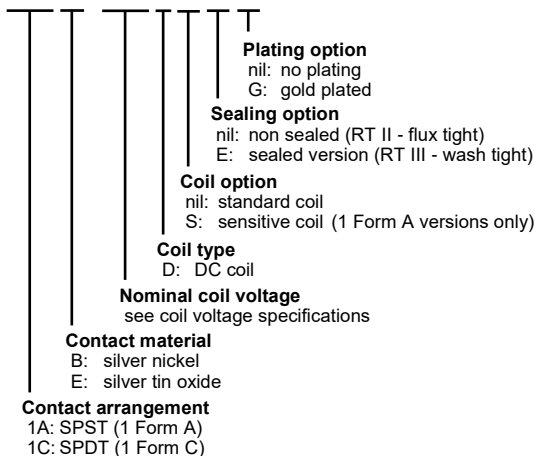 Plating option
nil: no plating
G: gold plated
Sealing option
nil: non sealed (RT II - flux tight)
E: sealed version (RT III - wash tight)
Coil option
nil: standard coil
S: sensitive coil (1 Form A versions only)
Coil type
D: DC coil
Nominal coil voltage
see coil voltage specifications
Contact material
B: silver nickel
E: silver tin oxide
Contact arrangement
1A: SPST (1 Form A)
1C: SPDT (1 Form C)